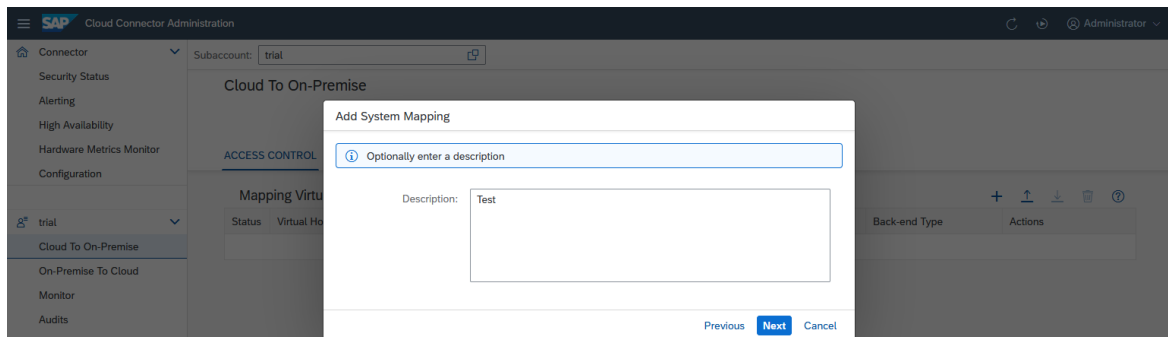 SAP Cloud Connector Administration
Administrator
Connector
Security Status
Alerting
High Availability
Hardware Metrics Monitor
Configuration
trial
Cloud To On-Premise
On-Premise To Cloud
Monitor
Audits
Subaccount: trial
Cloud To On-Premise
ACCESS CONTROL
Mapping Virtu
Status Virtual Ho
Back-end Type Actions
Add System Mapping
Optionally enter a description
Description: Test
Previous Next Cancel